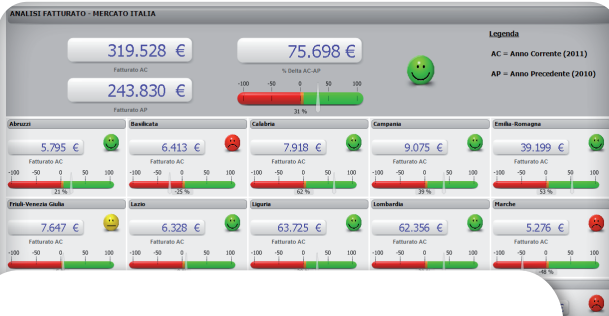 ANALISI FATTURATO - MERCATO ITALIA
319.528 €
Fatturato AC
243.830 €
Fatturato AP
75.698 €
% Delta AC-AP
-100 -50 0 50 100
31 %
Legenda
AC = Anno Corrente (2011)
AP = Anno Precedente (2010)
Abruzzi Basilicata Calabria Campania Emilia-Romagna
5.795 € 6.413 € 7.918 € 9.075 € 39.199 €
Fatturato AC Fatturato AC Fatturato AC Fatturato AC Fatturato AC
-100 -50 0 50 100 -100 -50 0 50 100 -100 -50 0 50 100 -100 -50 0 50 100 -100 -50 0 50 100
21 % -25 % 62 % 39 % 53 %
Friuli-Venezia Giulia Lazio Liguria Lombardia Marche
7.647 € 6.328 € 63.725 € 62.356 € 5.276 €
Fatturato AC Fatturato AC Fatturato AC Fatturato AC Fatturato AC
-100 -50 0 50 100 -100 -50 0 50 100 -100 -50 0 50 100 -100 -50 0 50 100 -100 -50 0 50 100
-48 %